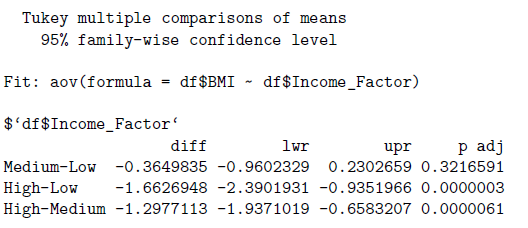 Tukey multiple comparisons of means
95% family-wise confidence level
Fit: aov(formula = df$BMI ~ df$Income_Factor)
$‘df$Income_Factor‘
diff lwr upr p adj
Medium-Low -0.3649835 -0.9602329 0.2302659 0.3216591
High-Low -1.6626948 -2.3901931 -0.9351966 0.0000003
High-Medium -1.2977113 -1.9371019 -0.6583207 0.0000061